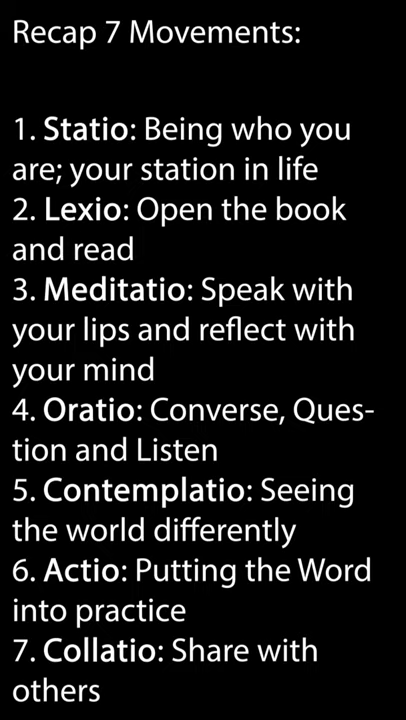 Recap 7 Movements:
1. Statio: Being who you
are; your station in life
2. Lexio: Open the book
and read
3. Meditatio: Speak with
your lips and reflect with
your mind
4. Oratio: Converse, Ques-
tion and Listen
5. Contemplatio: Seeing
the world differently
6. Actio: Putting the Word
into practice
7. Collatio: Share with
others